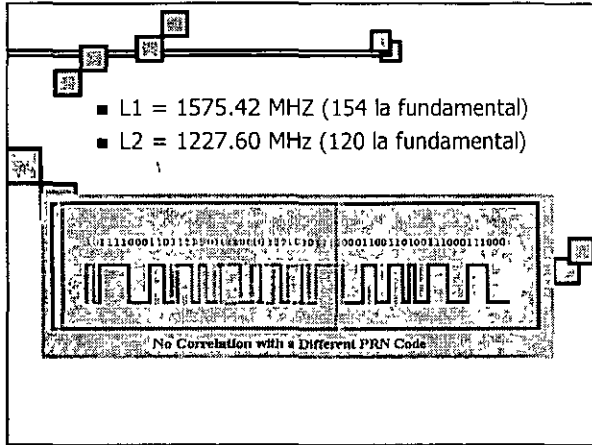 ■ L1 = 1575.42 MHZ (154 la fundamental)
■ L2 = 1227.60 MHz (120 la fundamental)
No Correlation with a Different PRN Code